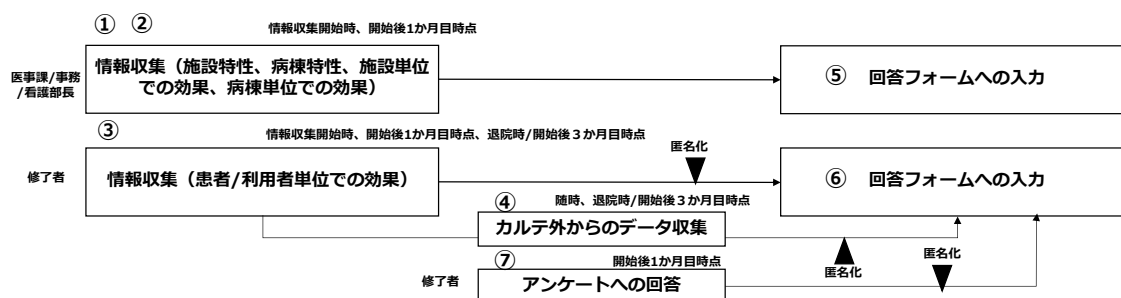 ① ②
情報収集開始時、開始後1か月目時点
医事課/事務
/看護部長
情報収集（施設特性、病棟特性、施設単位
での効果、病棟単位での効果）
⑤ 回答フォームへの入力
③
情報収集開始時、開始後1か月目時点、退院時/開始後３か月目時点
匿名化
修了者
情報収集（患者/利用者単位での効果）
⑥ 回答フォームへの入力
④
随時、退院時/開始後３か月目時点
カルテ外からのデータ収集
匿名化
⑦
開始後1か月目時点
匿名化
修了者
アンケートへの回答